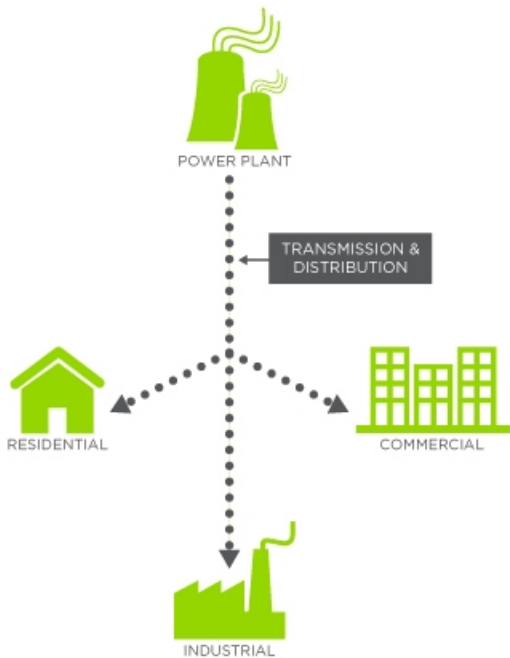 POWER PLANT
TRANSMISSION &
DISTRIBUTION
RESIDENTIAL
COMMERCIAL
INDUSTRIAL